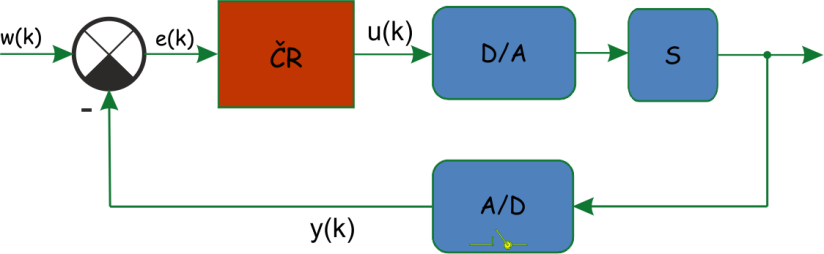 w(k)
e(k)
ČR
u(k)
D/A
S
-
A/D
y(k)